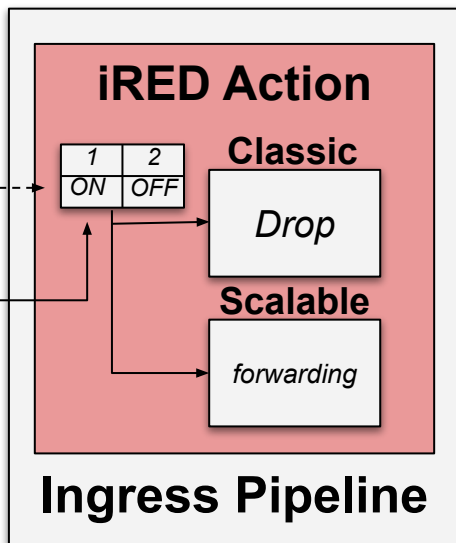 iRED Action
1 2
ON OFF
Classic
Drop
Scalable
forwarding
Ingress Pipeline